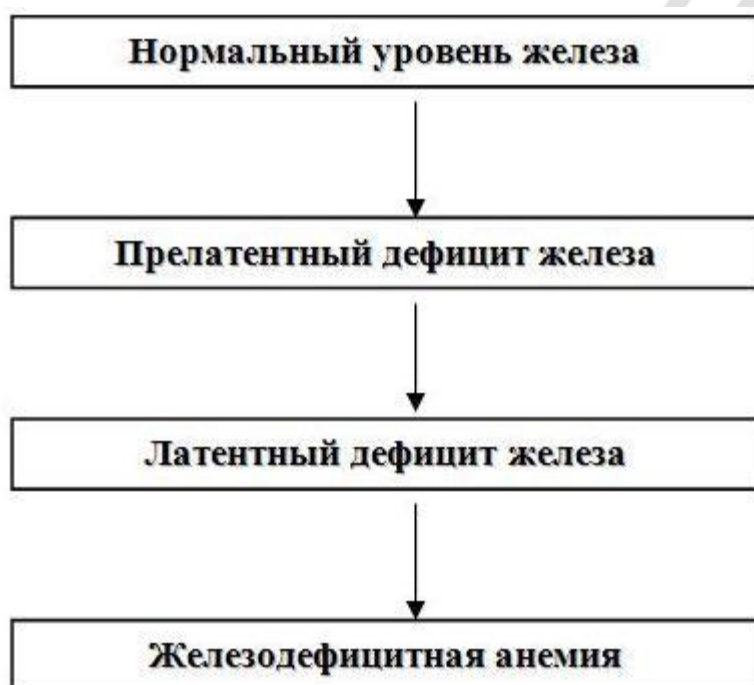 Нормальный уровень железа
Прелатентный дефицит железа
Латентный дефицит железа
Железодефицитная анемия